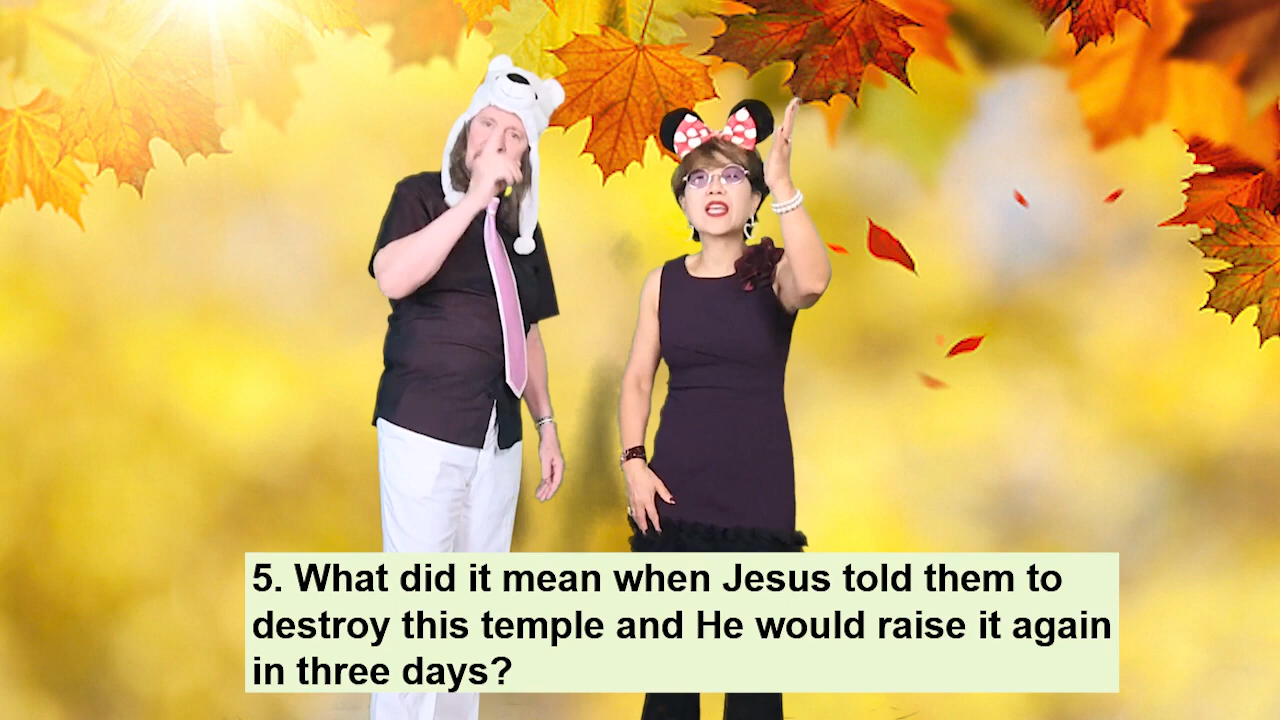 5. What did it mean when Jesus told them to
destroy this temple and He would raise it again
in three days?